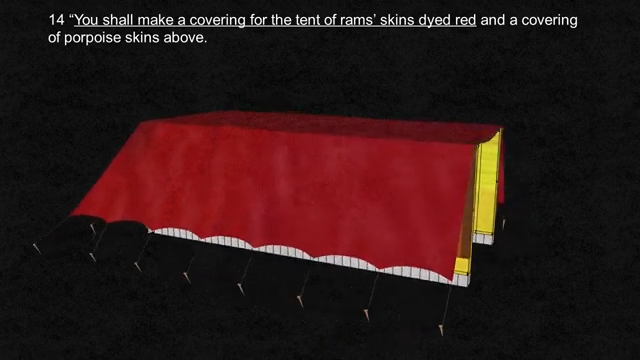 14 “You shall make a covering for the tent of rams’ skins dyed red and a covering
of porpoise skins above.